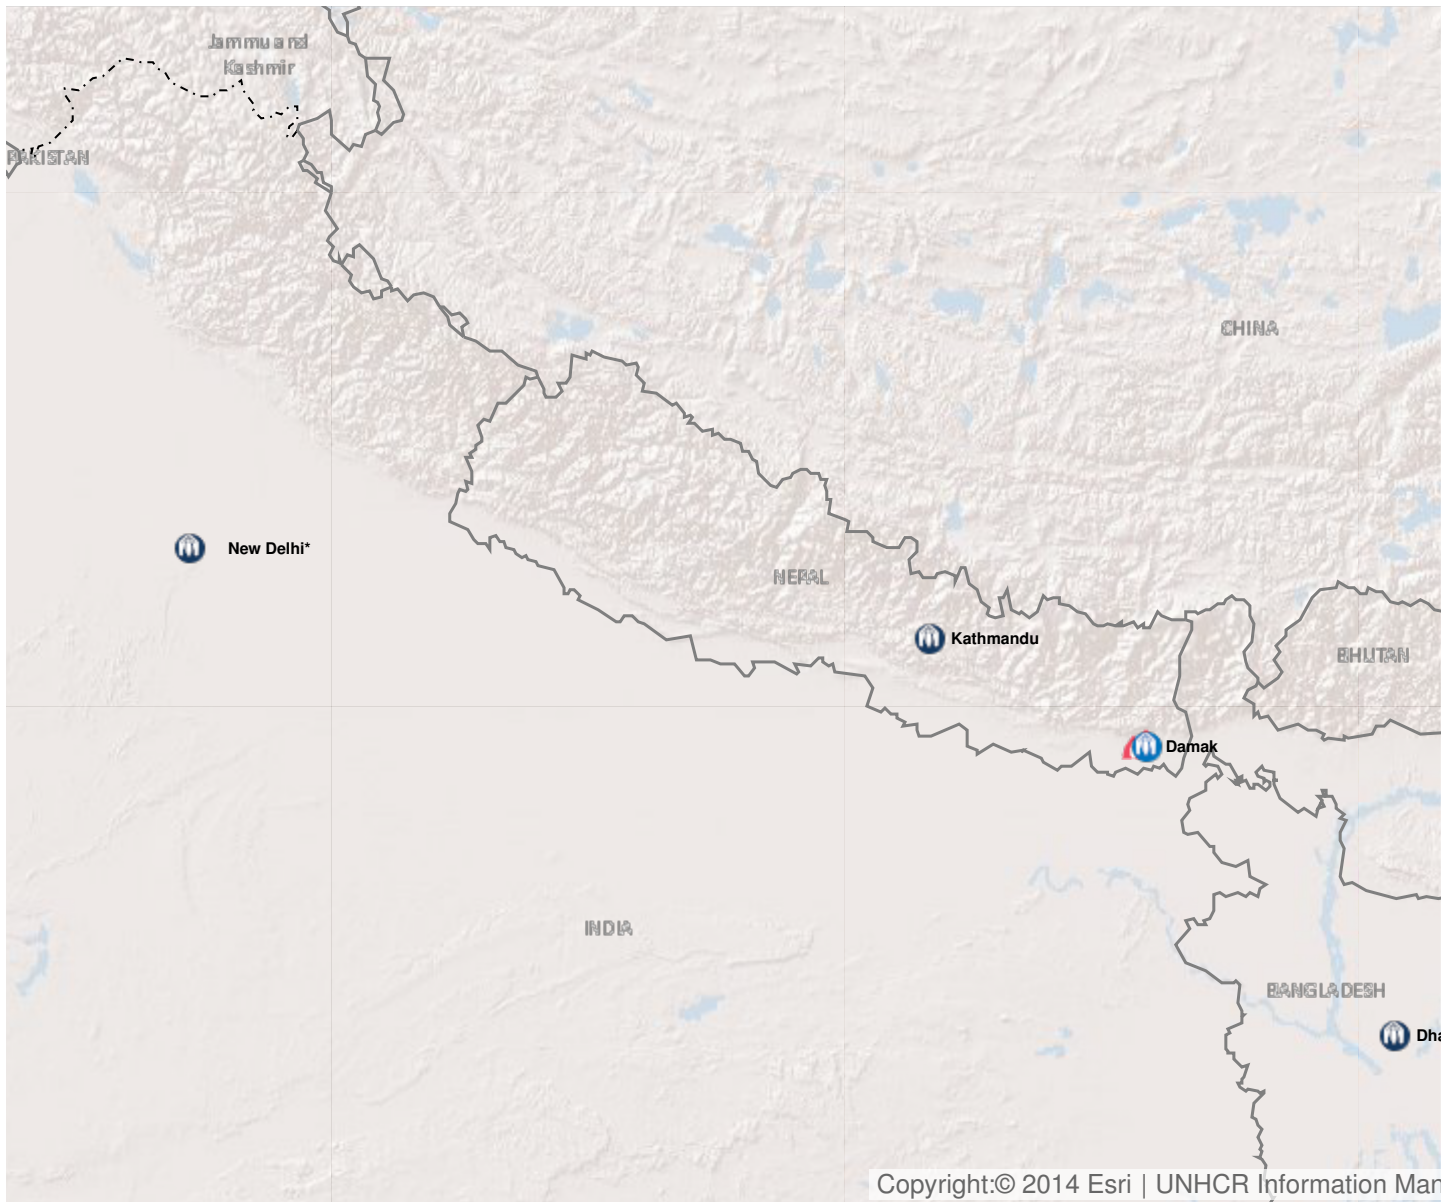 Jammu and
Kashmir
PAKISTAN
CHINA
New Delhi*
NEPAL
Kathmandu
BHUTAN
Damak
INDIA
BANGLADESH
Dha
Copyright:© 2014 Esri | UNHCR Information Man